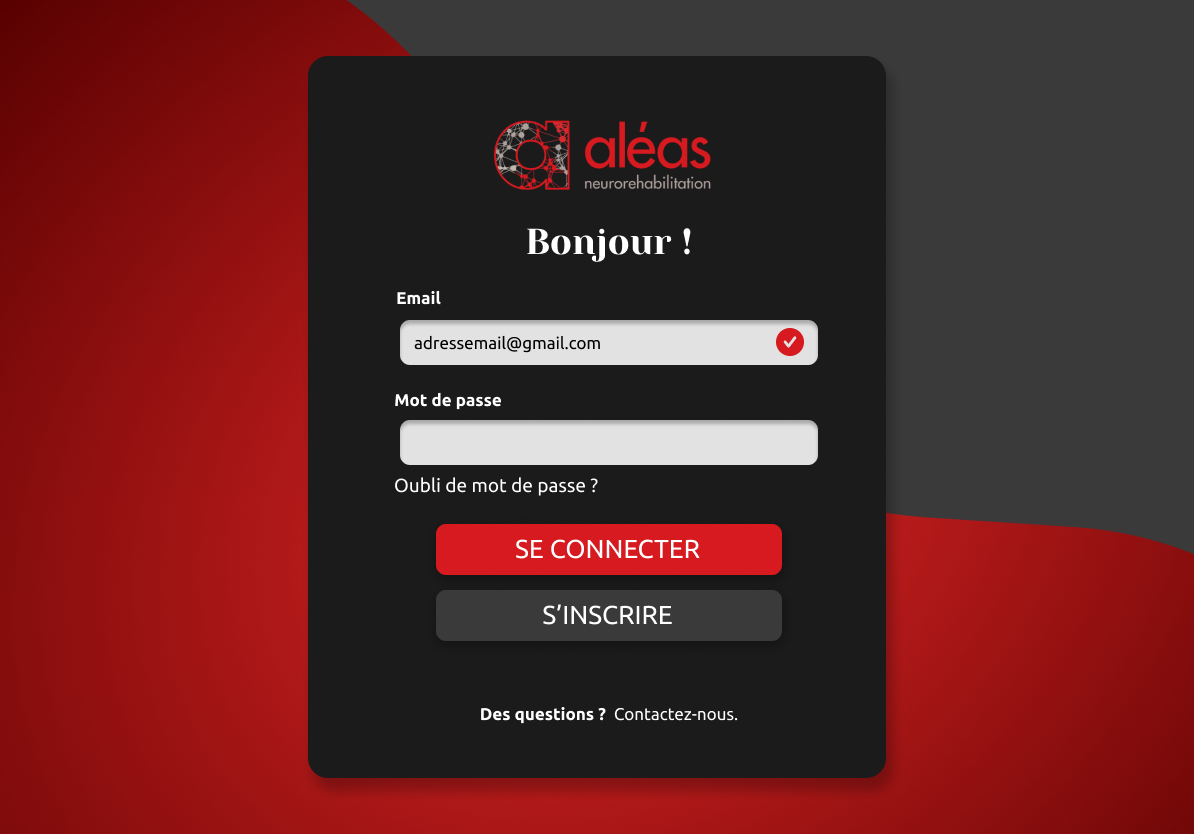 aléas
neurorehabilitation
Bonjour !
Email
adressemail@gmail.com
Mot de passe
Oubli de mot de passe ?
SE CONNECTER
S’INSCRIRE
Des questions ? Contactez-nous.